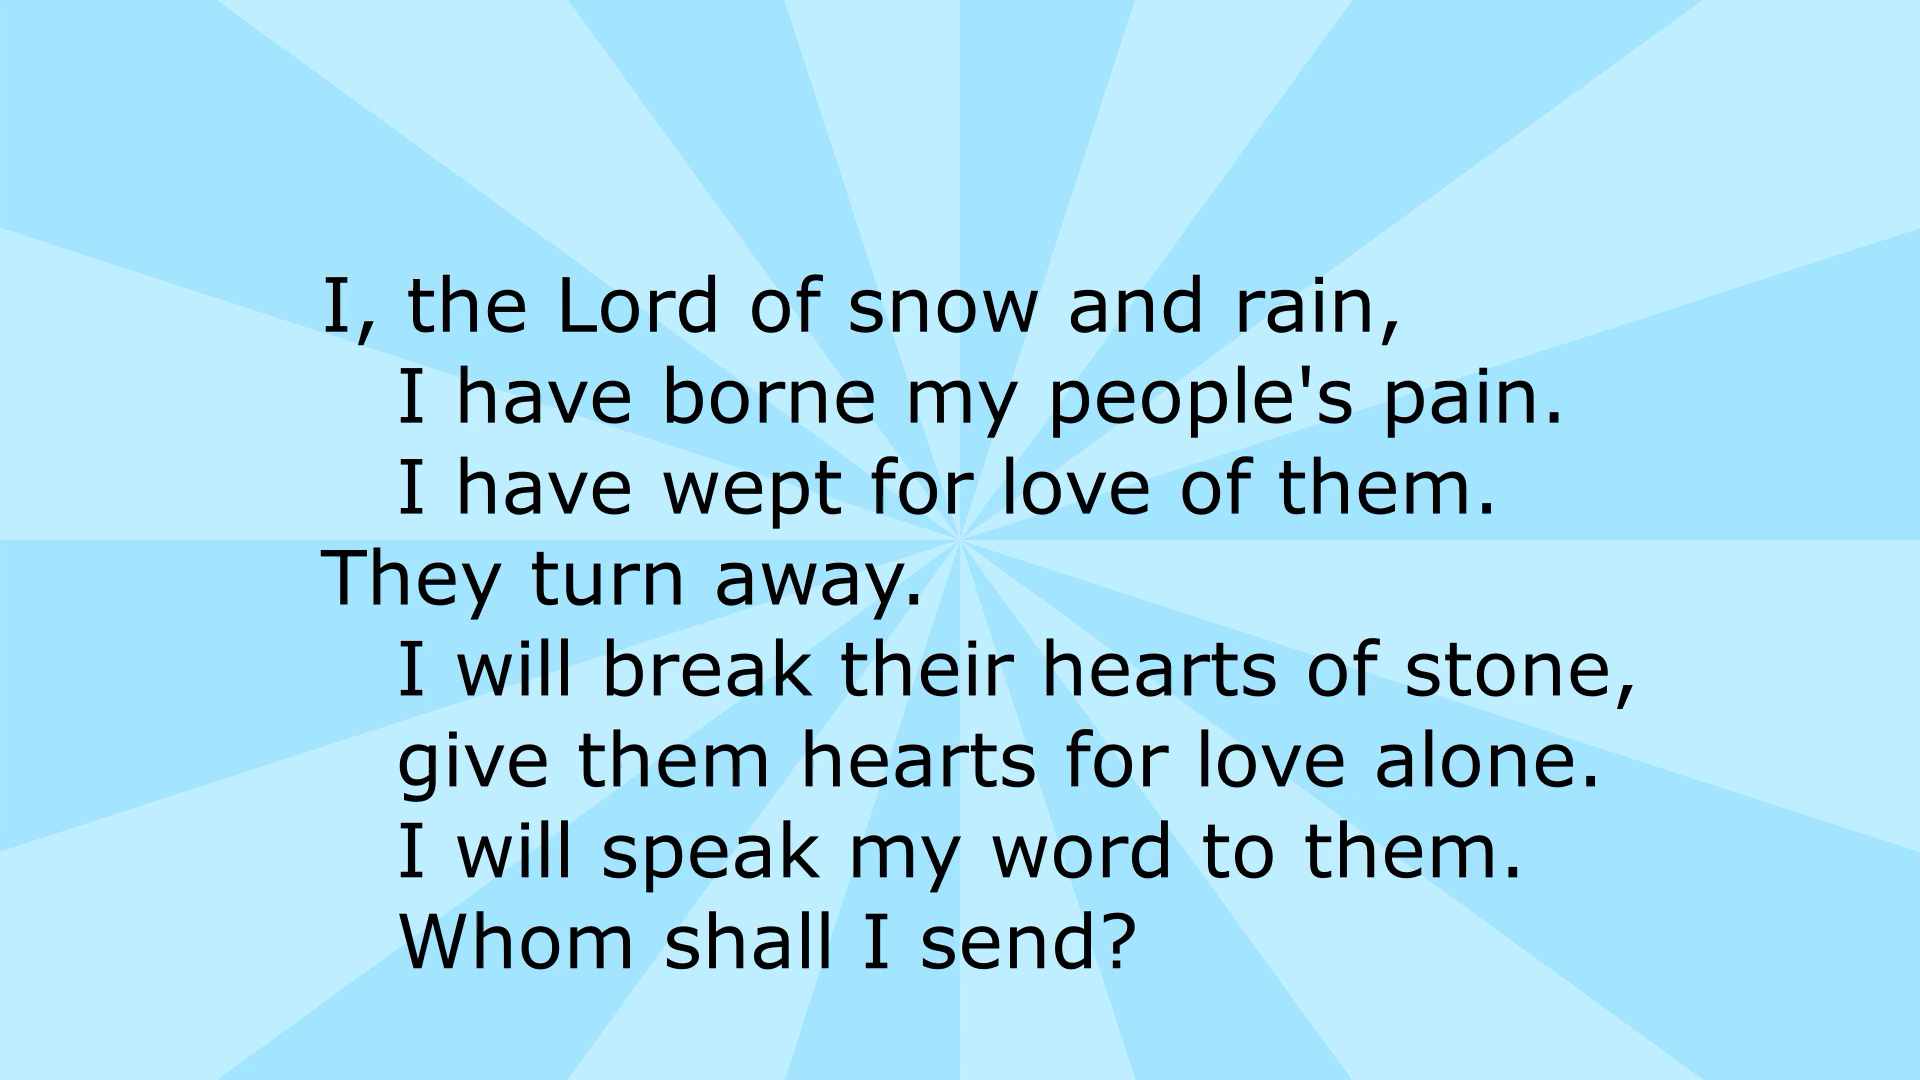 I, the Lord of snow and rain,
I have borne my people's pain.
I have wept for love of them.
They turn away.
I will break their hearts of stone,
give them hearts for love alone.
I will speak my word to them.
Whom shall I send?